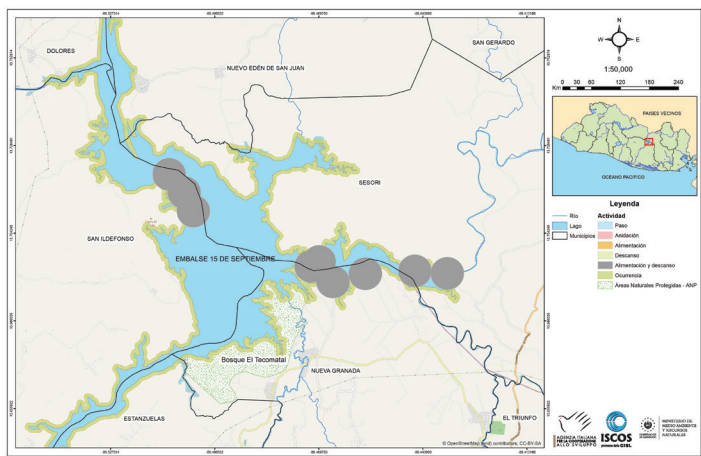 DOLORES
NUEVO EDÉN DE SAN JUAN
SAN GERARDO
SESORI
SAN ILDEFONSO
EMBALSE 15 DE SEPTIEMBRE
Bosque El Tecomatal
NUEVA GRANADA
ESTANZUELAS
EL TRIUNFO
© OpenStreetMap (and) contributors, CC-BY-SA
N
W E
S
1:50,000
Km
0 30 60 120 180 240
PAISES VECINOS
OCEANO PACIFICO
Leyenda
Río
Lago
Municipios
Actividad
Paso
Anidación
Alimentación
Descanso
Alimentación y descanso
Ocurrencia
Áreas Naturales Protegidas - ANP
AGENZIA ITALIANA
PER LA COOPERAZIONE
ALLO SVILUPPO
ISCOS
MINISTERIO DE
MEDIO AMBIENTE
Y RECURSOS
NATURALES